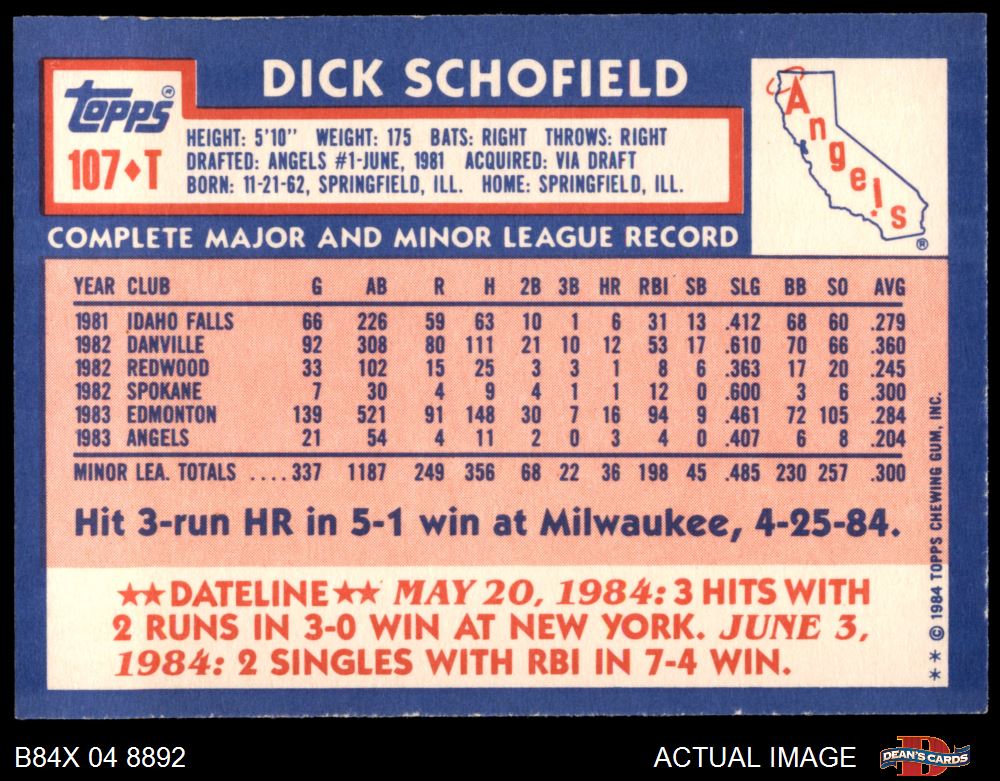 DICK SCHOFIELD
Topps®
107♦T
HEIGHT: 5'10" WEIGHT: 175 BATS: RIGHT THROWS: RIGHT
DRAFTED: ANGELS #1-JUNE, 1981 ACQUIRED: VIA DRAFT
BORN: 11-21-62, SPRINGFIELD, ILL. HOME: SPRINGFIELD, ILL.
Angels
®
COMPLETE MAJOR AND MINOR LEAGUE RECORD
YEAR CLUB G AB R H 2B 3B HR RBI SB SLG BB SO AVG
1981 IDAHO FALLS 66 226 59 63 10 1 6 31 13 .412 68 60 .279
1982 DANVILLE 92 308 80 111 21 10 12 53 17 .610 70 66 .360
1982 REDWOOD 33 102 15 25 3 3 1 8 6 .363 17 20 .245
1982 SPOKANE 7 30 4 9 4 1 1 12 0 .600 3 6 .300
1983 EDMONTON 139 521 91 148 30 7 16 94 9 .461 72 105 .284
1983 ANGELS 21 54 4 11 2 0 3 4 0 .407 6 8 .204
MINOR LEA. TOTALS ....337 1187 249 356 68 22 36 198 45 .485 230 257 .300
Hit 3-run HR in 5-1 win at Milwaukee, 4-25-84.
★★DATELINE★★ MAY 20, 1984: 3 HITS WITH
2 RUNS IN 3-0 WIN AT NEW YORK. JUNE 3,
1984: 2 SINGLES WITH RBI IN 7-4 WIN.
＊＊ © 1984 TOPPS CHEWING GUM, INC.
B84X 04 8892
ACTUAL IMAGE
DEAN'S CARDS